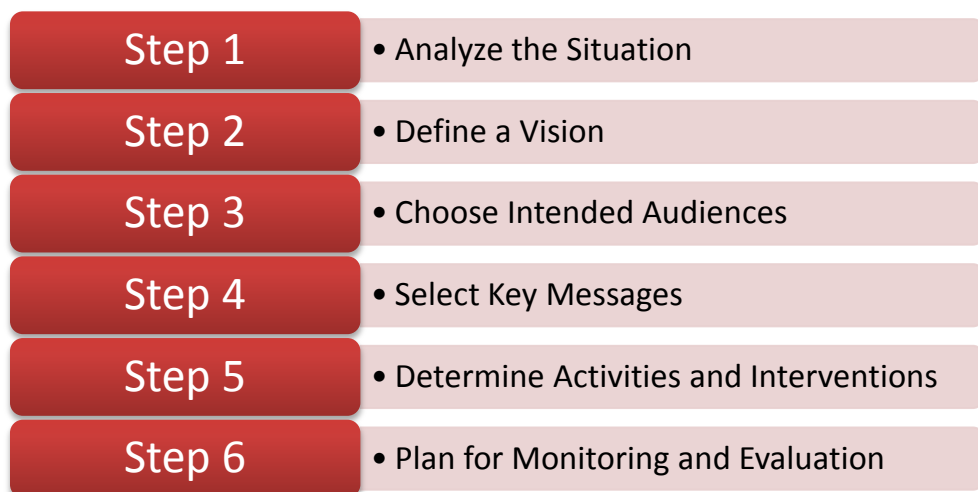 Step 1
• Analyze the Situation
Step 2
• Define a Vision
Step 3
• Choose Intended Audiences
Step 4
• Select Key Messages
Step 5
• Determine Activities and Interventions
Step 6
• Plan for Monitoring and Evaluation